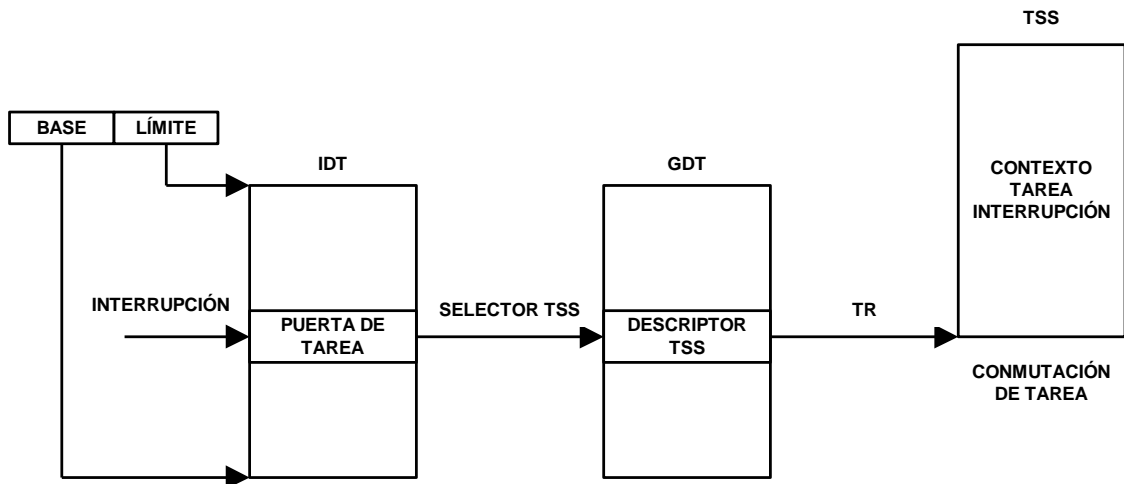 TSS
BASE
LÍMITE
IDT
GDT
CONTEXTO
TAREA
INTERRUPCIÓN
INTERRUPCIÓN
PUERTA DE
TAREA
SELECTOR TSS
DESCRIPTOR
TSS
TR
CONMUTACIÓN
DE TAREA